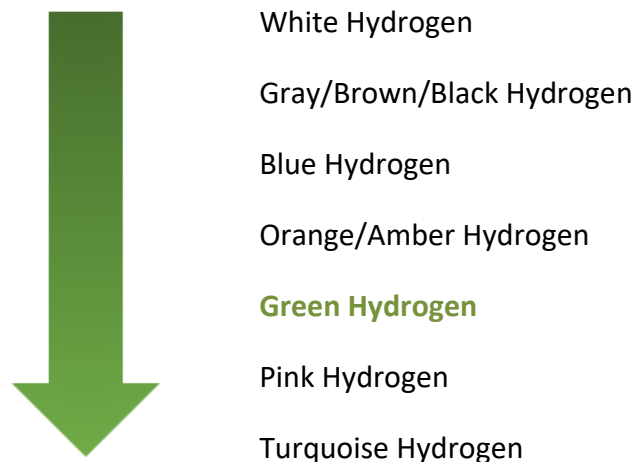 White Hydrogen
Gray/Brown/Black Hydrogen
Blue Hydrogen
Orange/Amber Hydrogen
Green Hydrogen
Pink Hydrogen
Turquoise Hydrogen